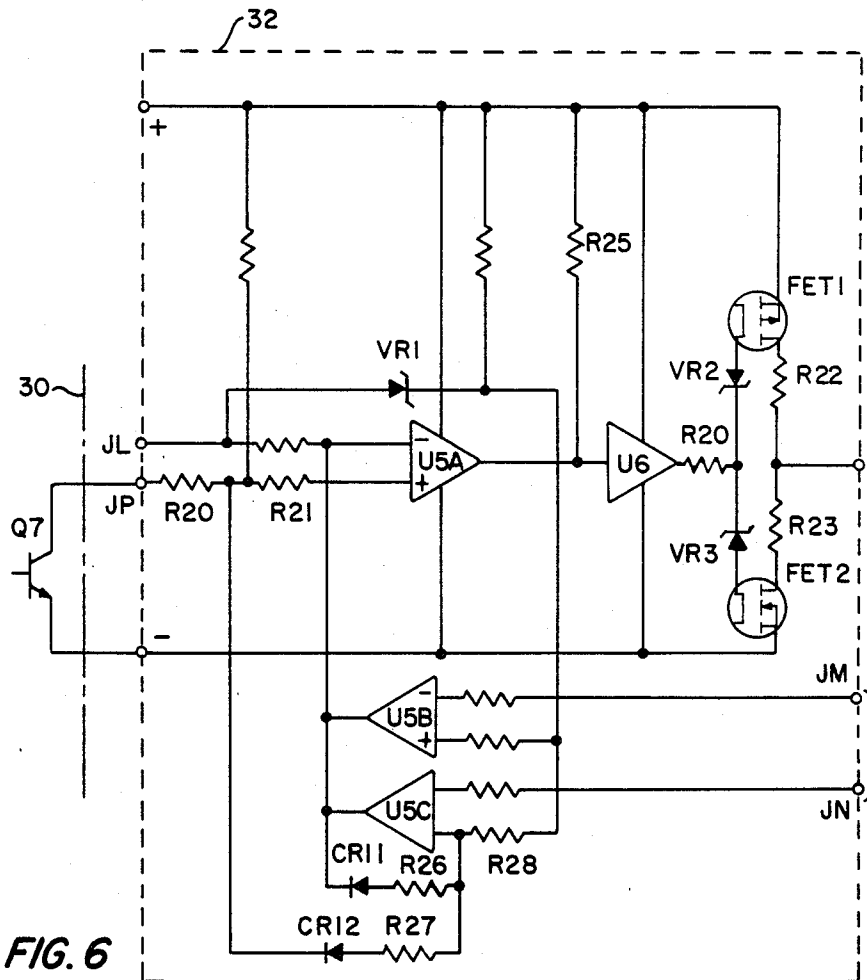 32
+
R25
FET1
VR1
VR2
R22
30
JL
-
U5A
+
U6
R20
JP
R20
R21
Q7
R23
VR3
FET2
-
JM
-
U5B
+
U5C
JN
CR11
R26
R28
CR12
R27
FIG. 6